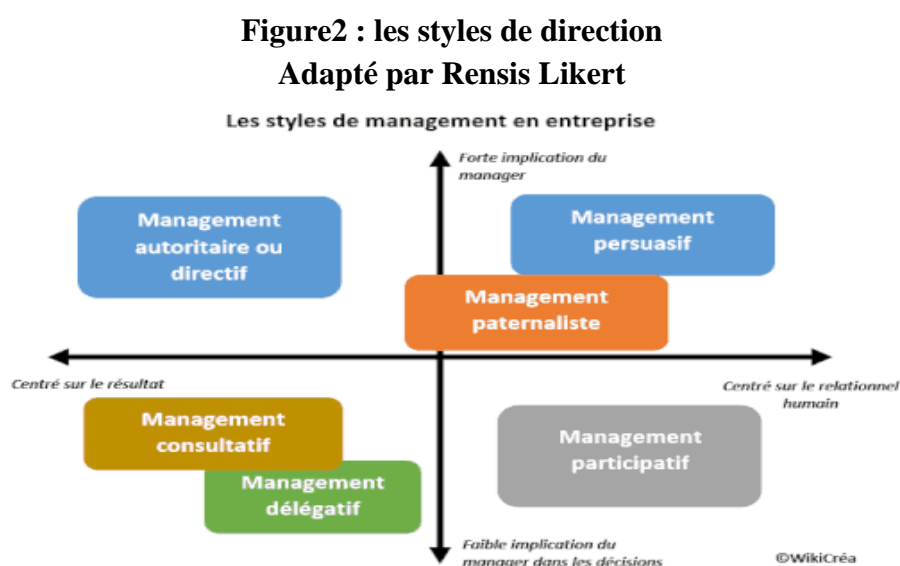 Figure2 : les styles de direction
Adapté par Rensis Likert
Les styles de management en entreprise
Forte implication du
manager
Management
autoritaire ou
directif
Management
persuasif
Management
paternaliste
Centré sur le résultat
Centré sur le relationnel
humain
Management
consultatif
Management
participatif
Management
délégatif
Faible implication du
manager dans les décisions
©WikiCréa